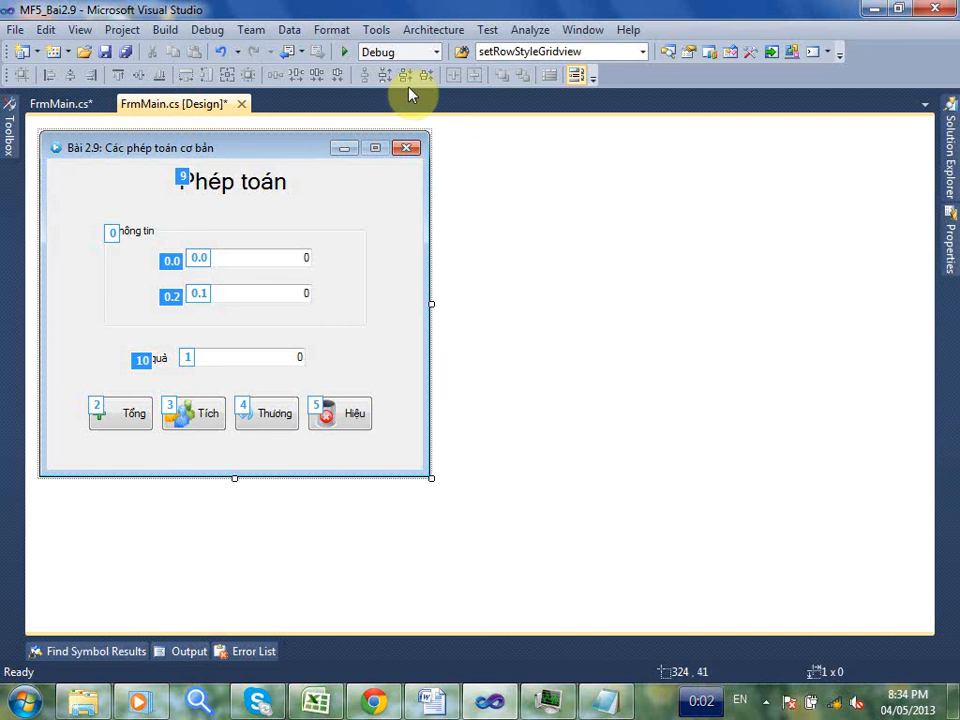 MF5_Bai2.9 - Microsoft Visual Studio
File Edit View Project Build Debug Team Data Format Tools Architecture Test Analyze Window Help
Debug setRowStyleGridview
FrmMain.cs* FrmMain.cs [Design]*
Toolbox
Solution Explorer
Properties
Bài 2.9: Các phép toán cơ bản
9 Phép toán
0 hông tin
0.0 0.0 0
0.2 0.1 0
10 quả 1 0
2 Tổng 3 Tích 4 Thương 5 Hiệu
Find Symbol Results Output Error List
Ready 324 , 41 1 x 0
0:02 EN 8:34 PM
04/05/2013